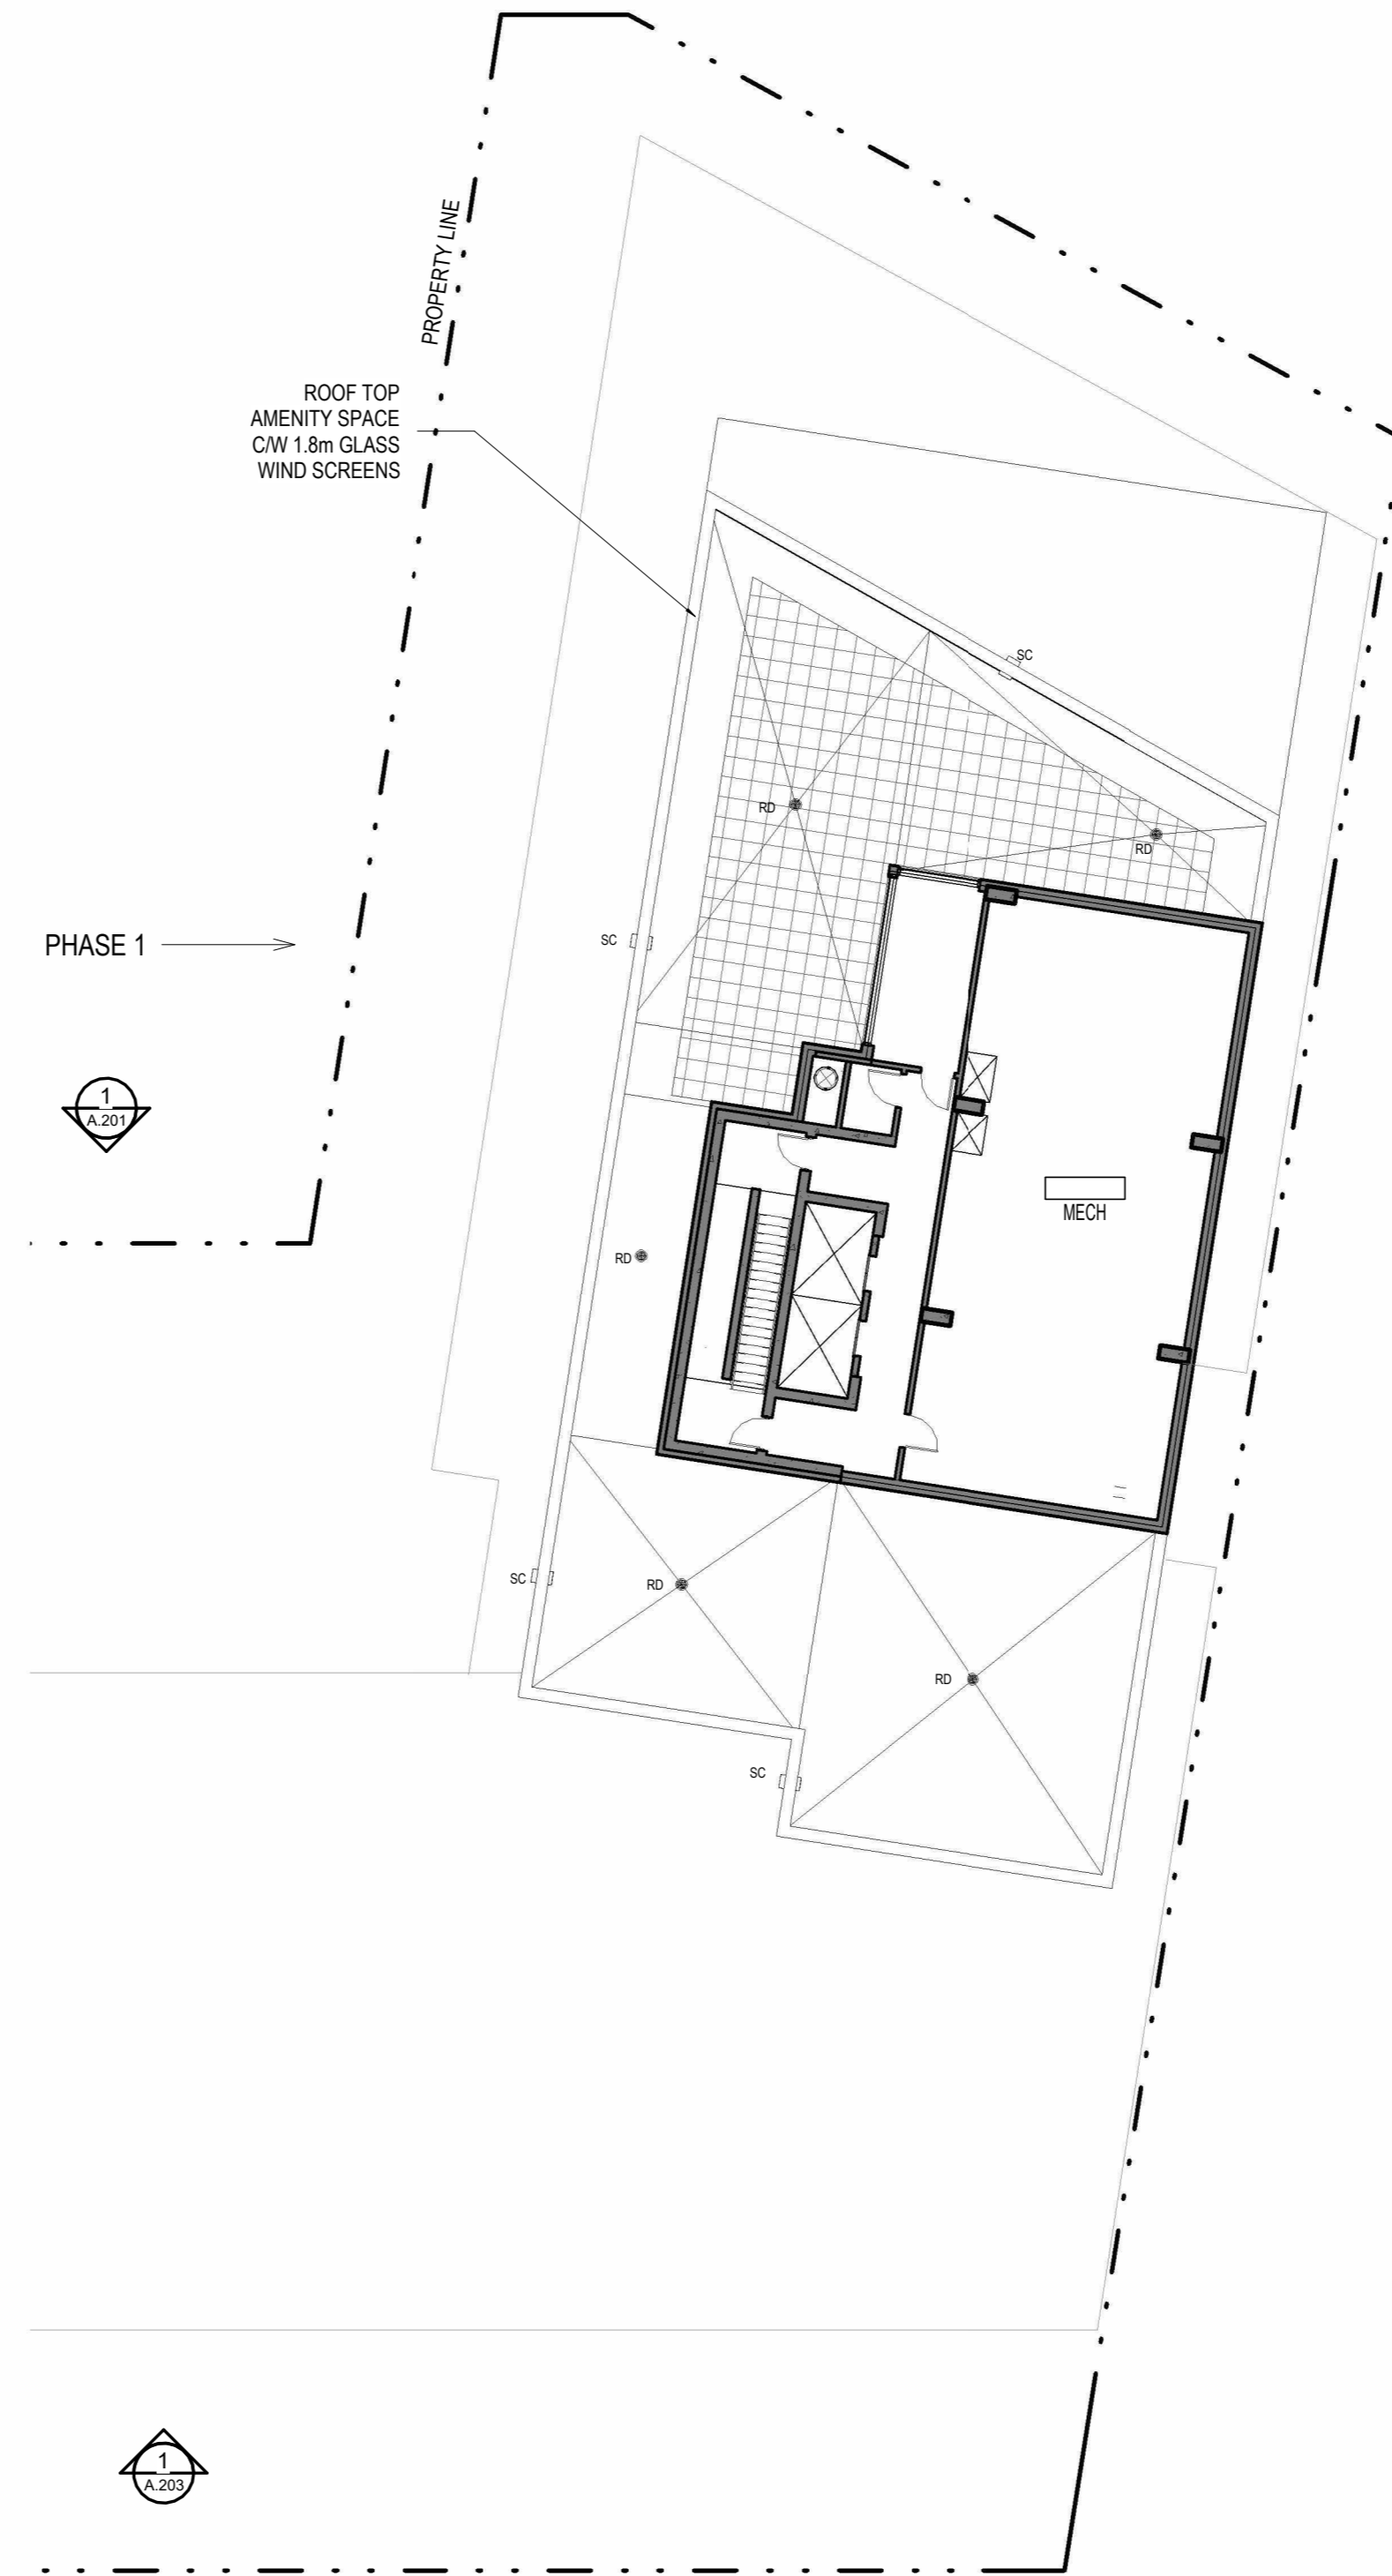 PROPERTY LINE
ROOF TOP
AMENITY SPACE
C/W 1.8m GLASS
WIND SCREENS
SC
RD
RD
SC
PHASE 1
1
A.201
MECH
RD
SC
RD
RD
SC
1
A.203